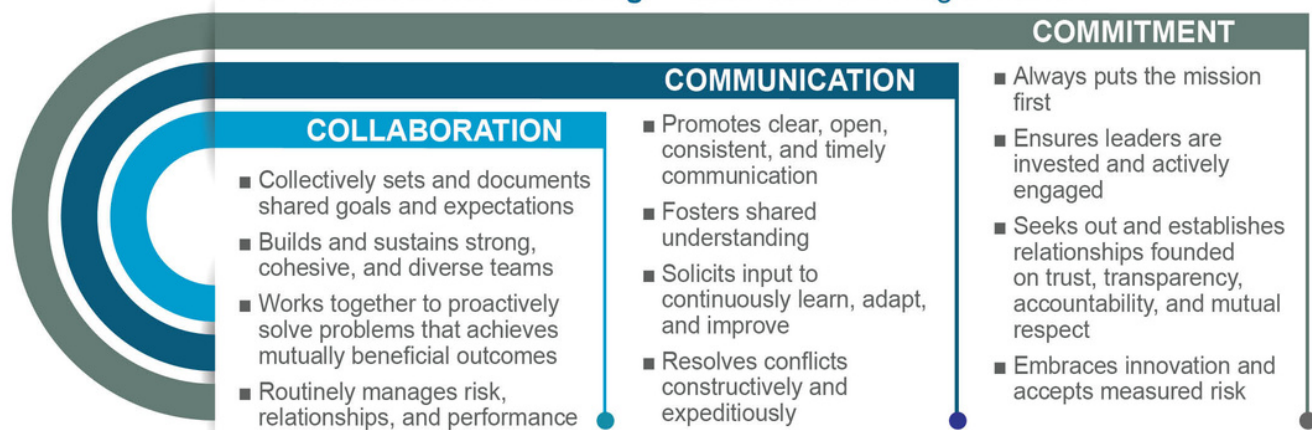 COMMITMENT
■ Always puts the mission
first
■ Ensures leaders are
invested and actively
engaged
■ Seeks out and establishes
relationships founded
on trust, transparency,
accountability, and mutual
respect
■ Embraces innovation and
accepts measured risk
COMMUNICATION
■ Promotes clear, open,
consistent, and timely
communication
■ Fosters shared
understanding
■ Solicits input to
continuously learn, adapt,
and improve
■ Resolves conflicts
constructively and
expeditiously
COLLABORATION
■ Collectively sets and documents
shared goals and expectations
■ Builds and sustains strong,
cohesive, and diverse teams
■ Works together to proactively
solve problems that achieves
mutually beneficial outcomes
■ Routinely manages risk,
relationships, and performance